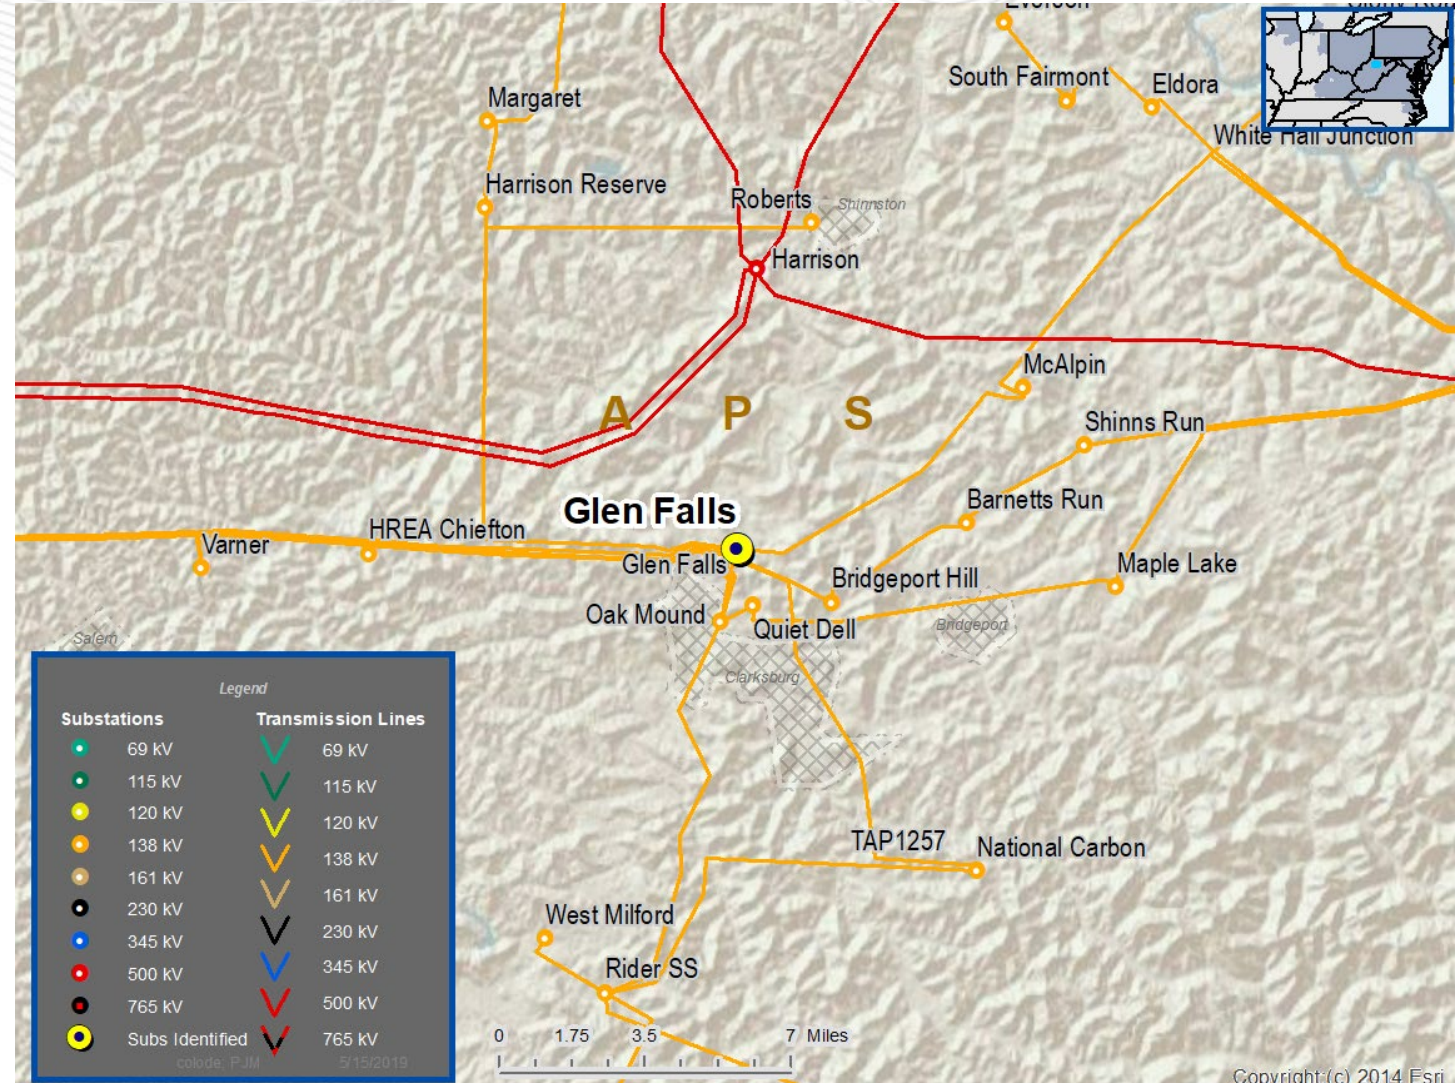 Margaret
South Fairmont
Eldora
White Hall Junction
Harrison Reserve
Roberts
Shinnston
Harrison
McAlpin
A P S
Shinns Run
Glen Falls
Barnetts Run
HREA Chiefton
Varner
Glen Falls
Bridgeport Hill
Maple Lake
Oak Mound
Quiet Dell
Bridgeport
Salem
Clarksburg
TAP1257
National Carbon
West Milford
Rider SS
Legend
Substations Transmission Lines
69 kV 69 kV
115 kV 115 kV
120 kV 120 kV
138 kV 138 kV
161 kV 161 kV
230 kV 230 kV
345 kV 345 kV
500 kV 500 kV
765 kV 765 kV
Subs Identified
PJM 5/15/2019
0 1.75 3.5 7 Miles
Copyright:(c) 2014 Esri